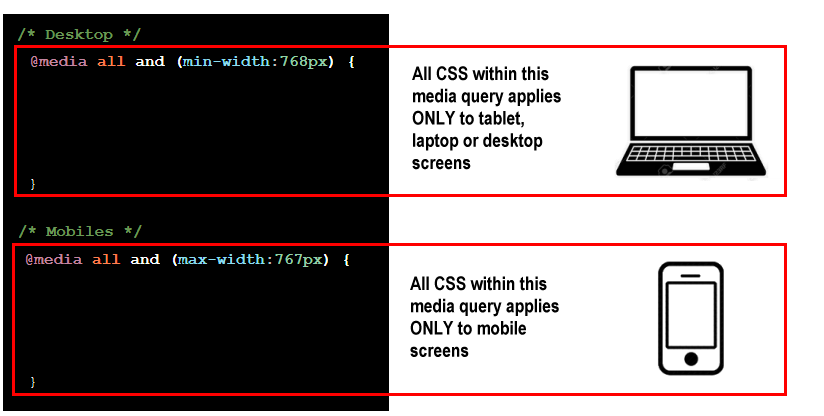 /* Desktop */
@media all and (min-width:768px) {
All CSS within this
media query applies
ONLY to tablet,
laptop or desktop
screens
}
/* Mobiles */
@media all and (max-width:767px) {
All CSS within this
media query applies
ONLY to mobile
screens
}